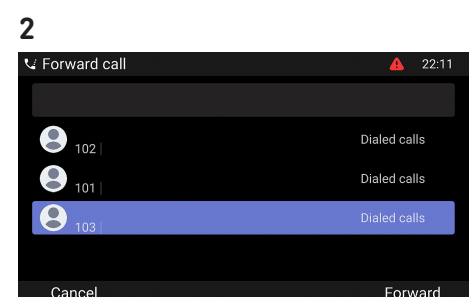 2
Forward call 22:11
102 | Dialed calls
101 | Dialed calls
103 | Dialed calls
Cancel Forward